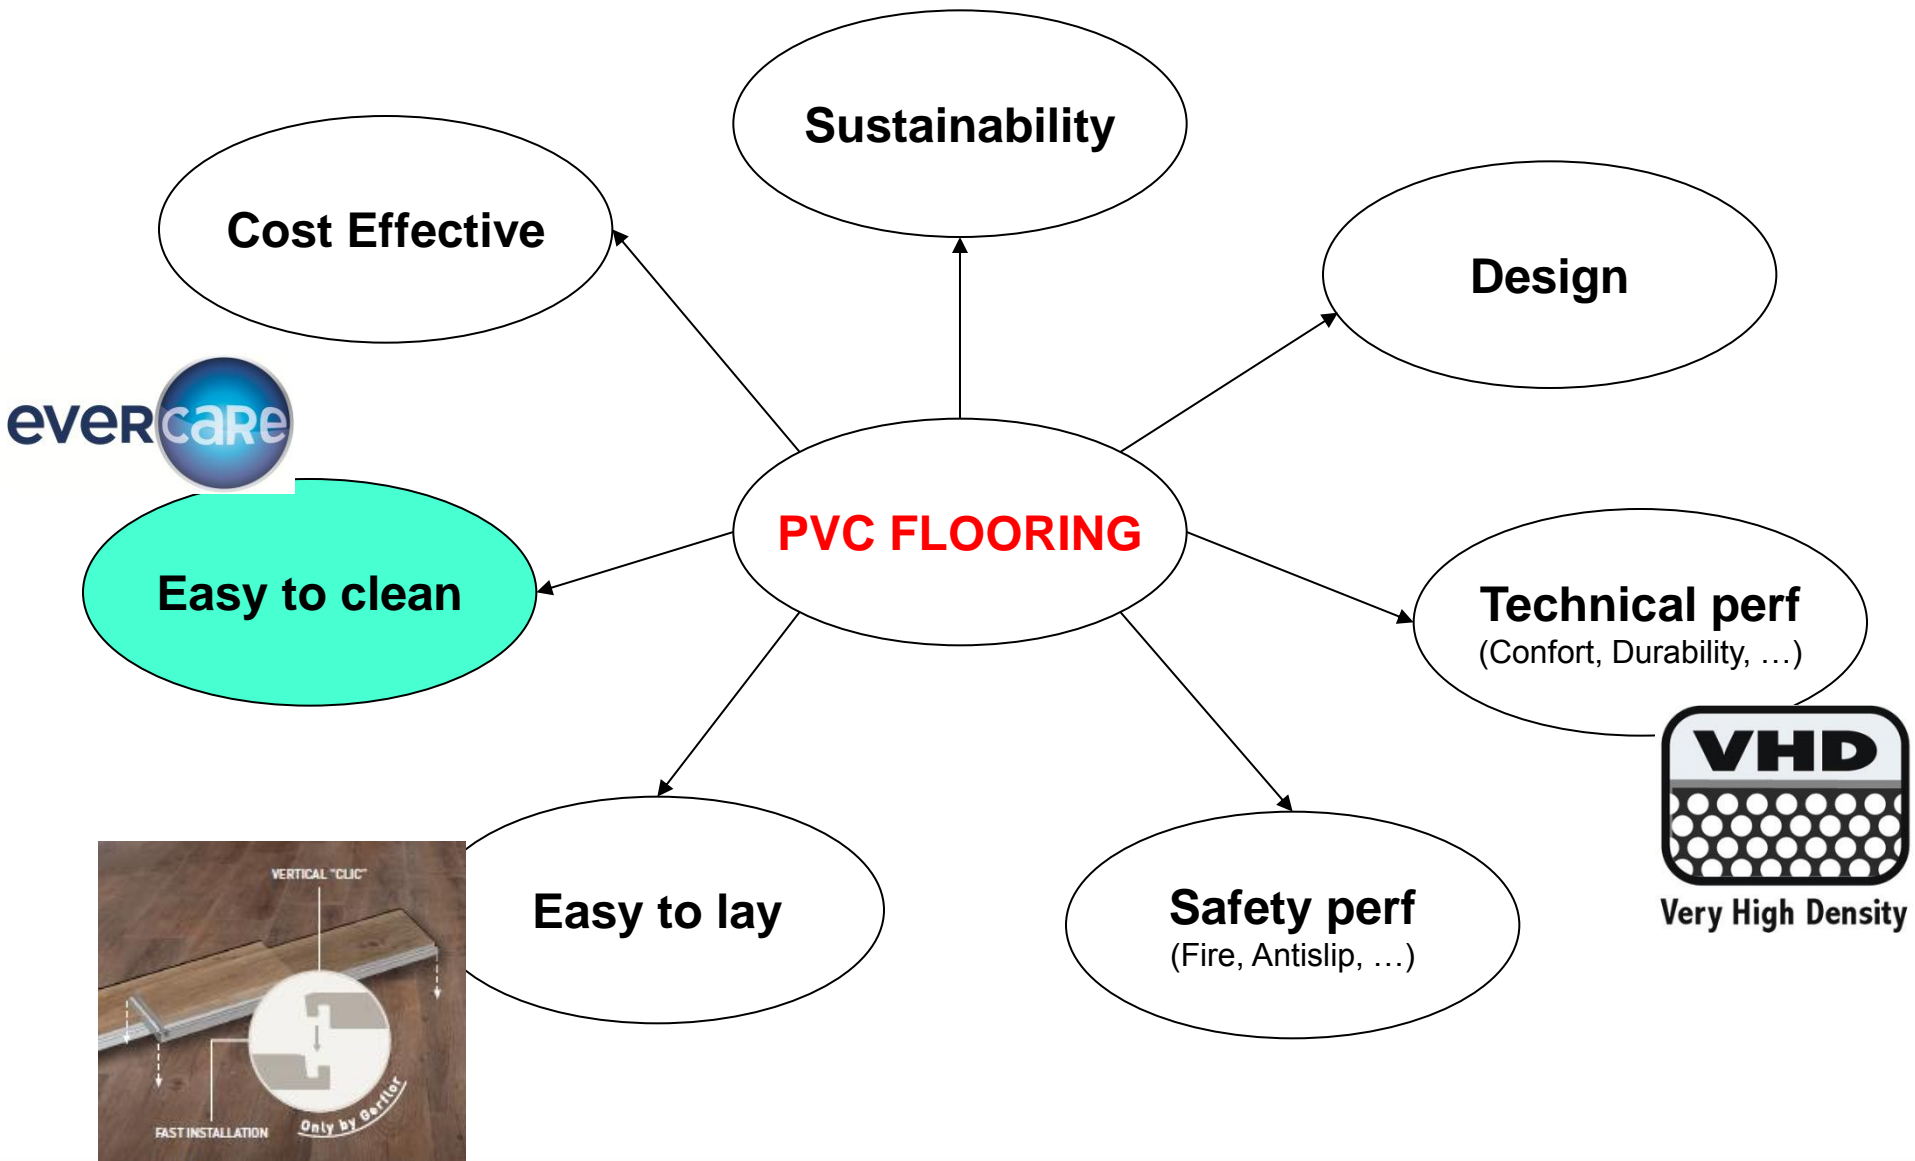 Sustainability
Cost Effective
Design
evercare
PVC FLOORING
Easy to clean
Technical perf
(Confort, Durability, …)
VHD
Very High Density
Easy to lay
Safety perf
(Fire, Antislip, …)
VERTICAL "CLIC"
FAST INSTALLATION
Only by Gerflor